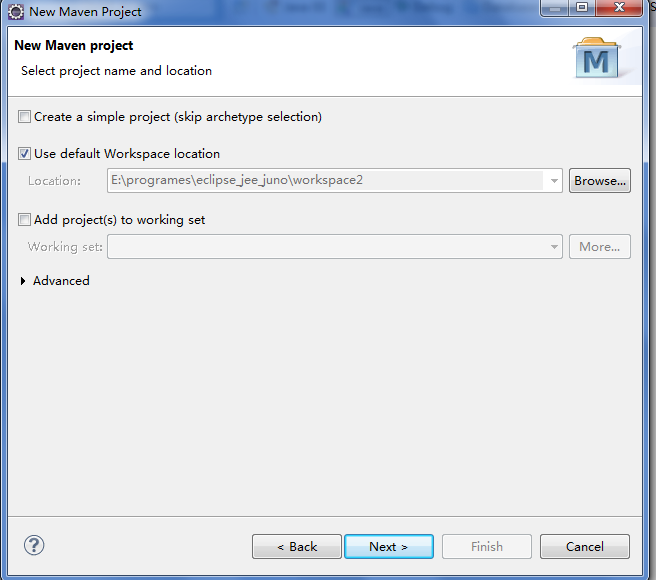 New Maven Project
New Maven project
Select project name and location
M
Create a simple project (skip archetype selection)
Use default Workspace location
Location: E:\programes\eclipse_jee_juno\workspace2 Browse...
Add project(s) to working set
Working set: More...
Advanced
? < Back Next > Finish Cancel